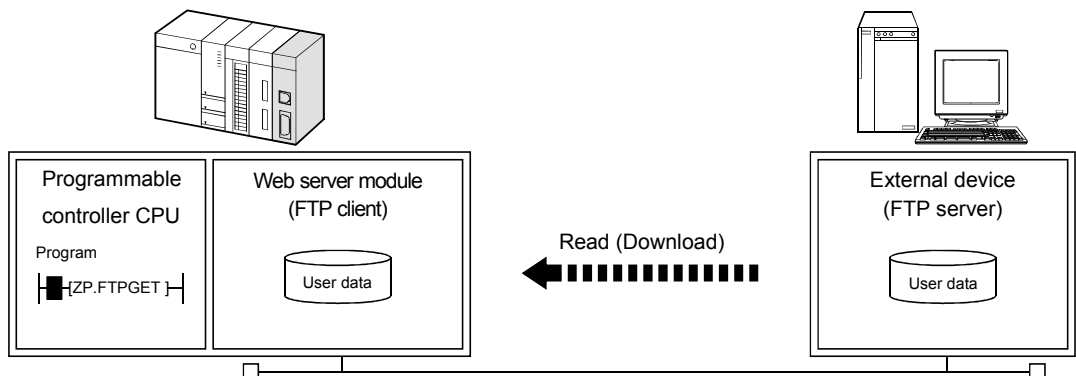 Programmable
controller CPU
Program
[ZP.FTPGET ]
Web server module
(FTP client)
User data
Read (Download)
External device
(FTP server)
User data